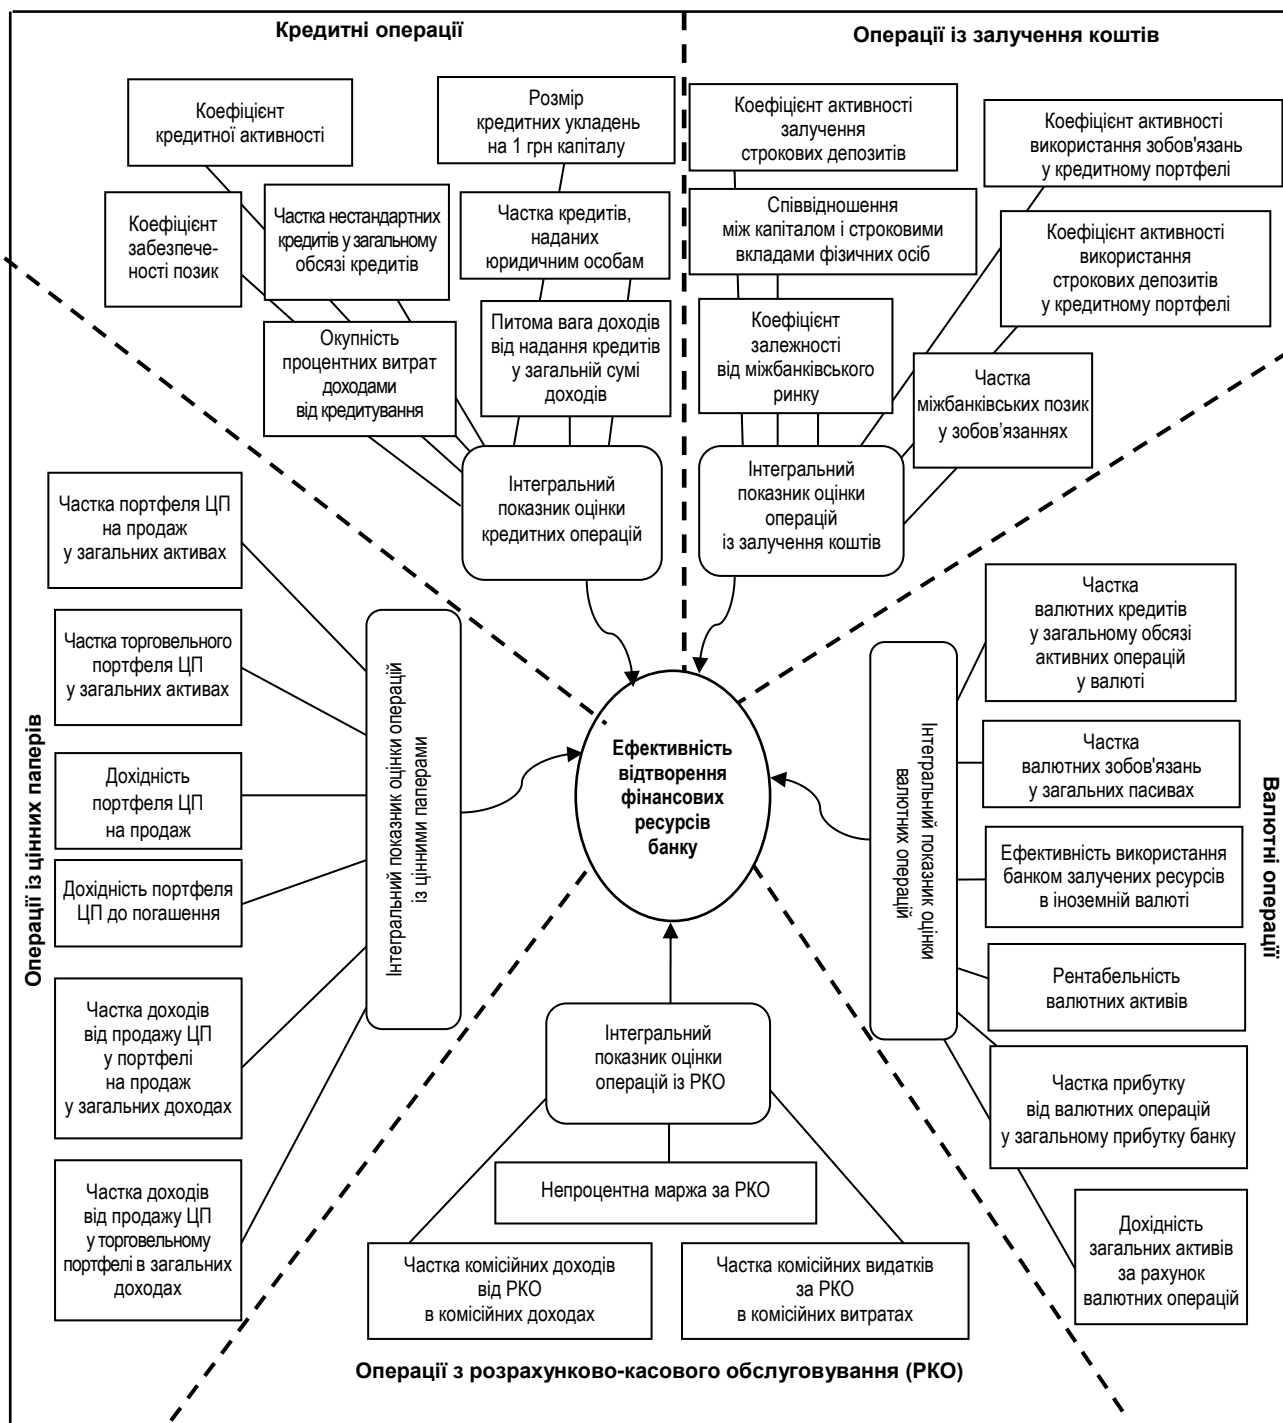 Кредитні операції
Операції із залучення коштів
Коефіцієнт
кредитної активності
Розмір
кредитних укладень
на 1 грн капіталу
Коефіцієнт
забезпече-
ності позик
Частка нестандартних
кредитів у загальному
обсязі кредитів
Частка кредитів,
наданих
юридичним особам
Окупність
процентних витрат
доходами
від кредитування
Питома вага доходів
від надання кредитів
у загальній сумі
доходів
Інтегральний
показник оцінки
кредитних операцій
Коефіцієнт активності
залучення
строкових депозитів
Коефіцієнт активності
використання зобов'язань
у кредитному портфелі
Співвідношення
між капіталом і строковими
вкладами фізичних осіб
Коефіцієнт активності
використання
строкових депозитів
у кредитному портфелі
Коефіцієнт
залежності
від міжбанківського
ринку
Частка
міжбанківських позик
у зобов’язаннях
Інтегральний
показник оцінки
операцій
із залучення коштів
Операції із цінних паперів
Частка портфеля ЦП
на продаж
у загальних активах
Частка торговельного
портфеля ЦП
у загальних активах
Дохідність
портфеля ЦП
на продаж
Дохідність портфеля
ЦП до погашення
Частка доходів
від продажу ЦП
у портфелі
на продаж
у загальних доходах
Частка доходів
від продажу ЦП
у торговельному
портфелі в загальних
доходах
Інтегральний показник оцінки операцій
із цінними паперами
Ефективність
відтворення
фінансових
ресурсів
банку
Інтегральний показник оцінки
валютних операцій
Частка
валютних кредитів
у загальному обсязі
активних операцій
у валюті
Частка
валютних зобов'язань
у загальних пасивах
Ефективність використання
банком залучених ресурсів
в іноземній валюті
Рентабельність
валютних активів
Частка прибутку
від валютних операцій
у загальному прибутку банку
Дохідність
загальних активів
за рахунок
валютних операцій
Валютні операції
Інтегральний
показник оцінки
операцій із РКО
Непроцентна маржа за РКО
Частка комісійних доходів
від РКО
в комісійних доходах
Частка комісійних видатків
за РКО
в комісійних витратах
Операції з розрахунково-касового обслуговування (РКО)